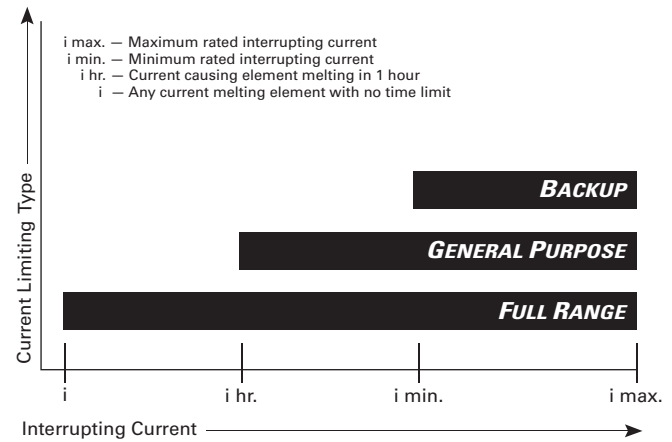 i max. — Maximum rated interrupting current
i min. — Minimum rated interrupting current
i hr. — Current causing element melting in 1 hour
i — Any current melting element with no time limit
Current Limiting Type
BACKUP
GENERAL PURPOSE
FULL RANGE
i i hr. i min. i max.
Interrupting Current